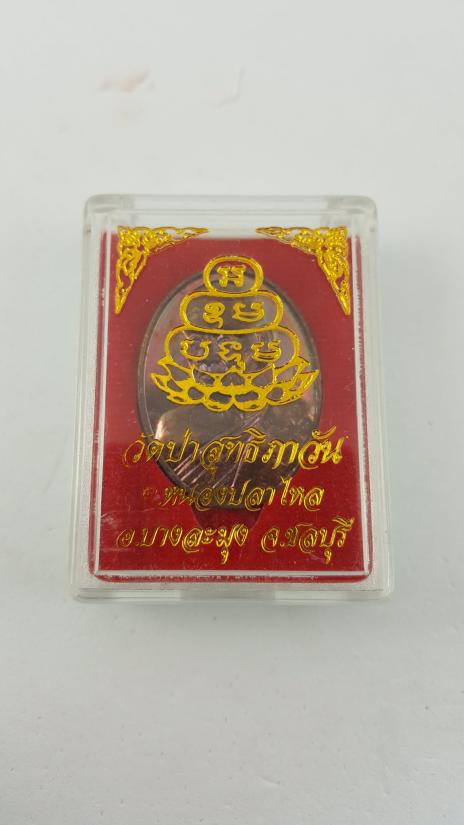 วัดป่าสุทธิภาวัน
ต.หนองปลาไหล
อ.บางละมุง จ.ชลบุรี